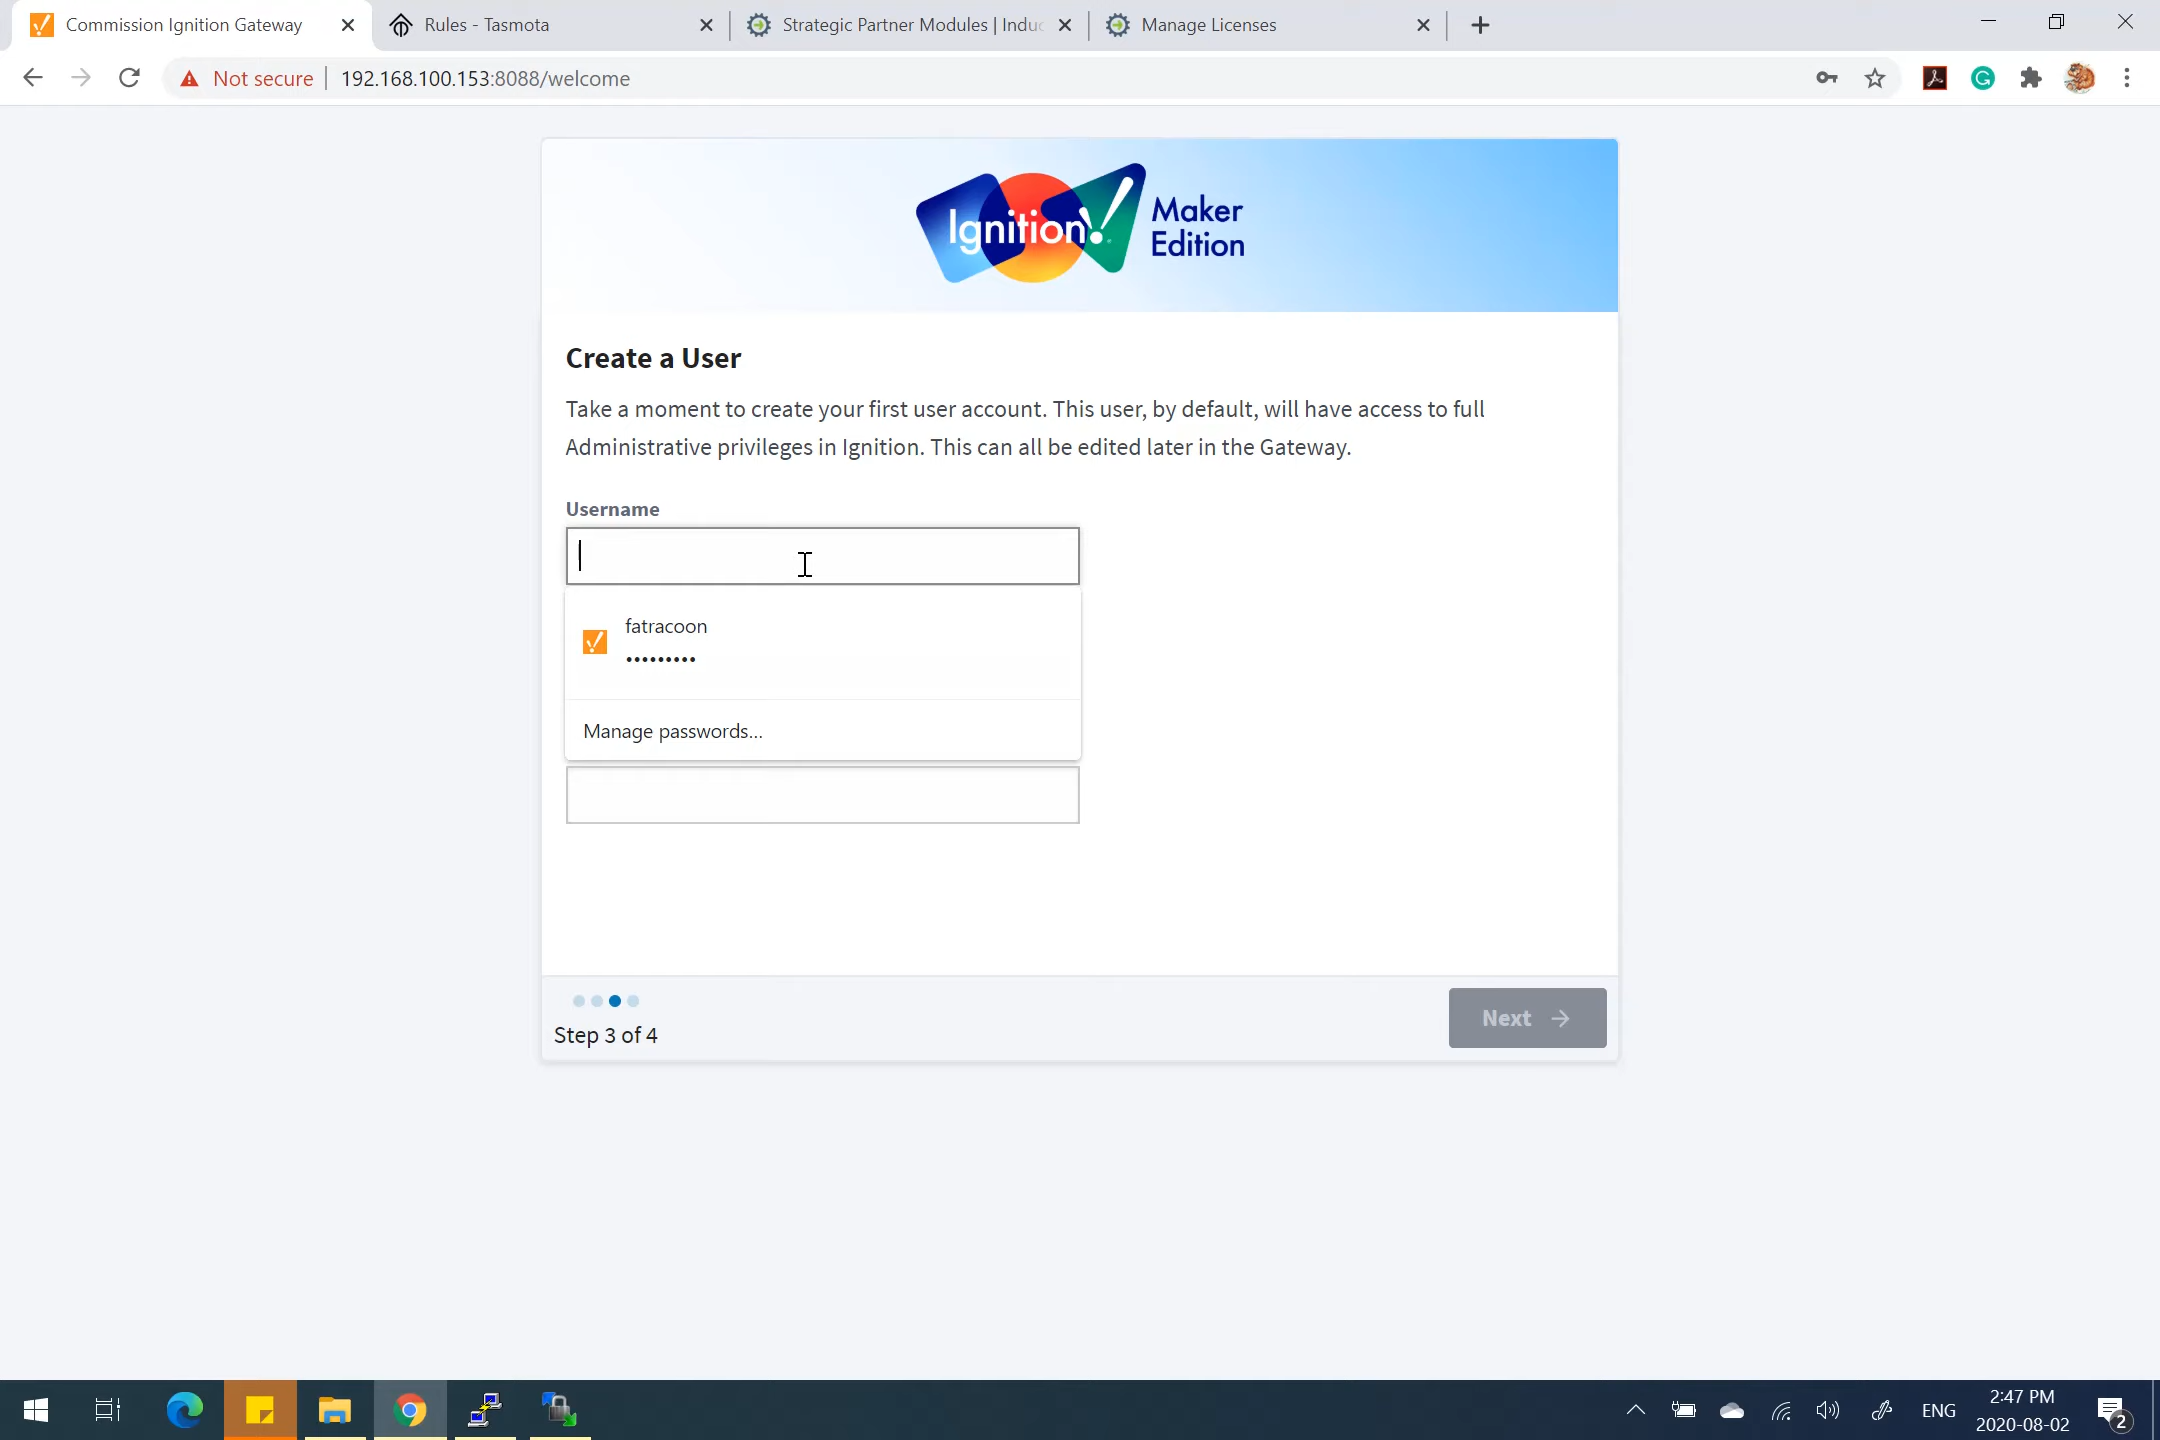 Commission Ignition Gateway
Rules - Tasmota
Strategic Partner Modules | Induc
Manage Licenses
Not secure
192.168.100.153:8088/welcome
Ignition!
Maker
Edition
Create a User
Take a moment to create your first user account. This user, by default, will have access to full
Administrative privileges in Ignition. This can all be edited later in the Gateway.
Username
fatracoon
•••••••••
Manage passwords...
Step 3 of 4
Next
ENG
2:47 PM
2020-08-02
2